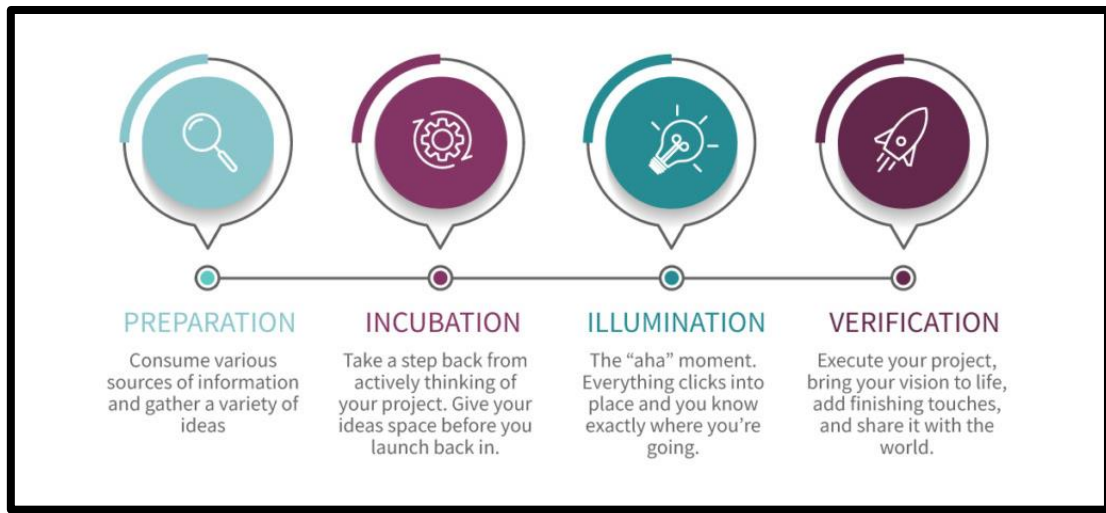 PREPARATION
Consume various
sources of information
and gather a variety of
ideas
INCUBATION
Take a step back from
actively thinking of
your project. Give your
ideas space before you
launch back in.
ILLUMINATION
The “aha” moment.
Everything clicks into
place and you know
exactly where you’re
going.
VERIFICATION
Execute your project,
bring your vision to life,
add finishing touches,
and share it with the
world.